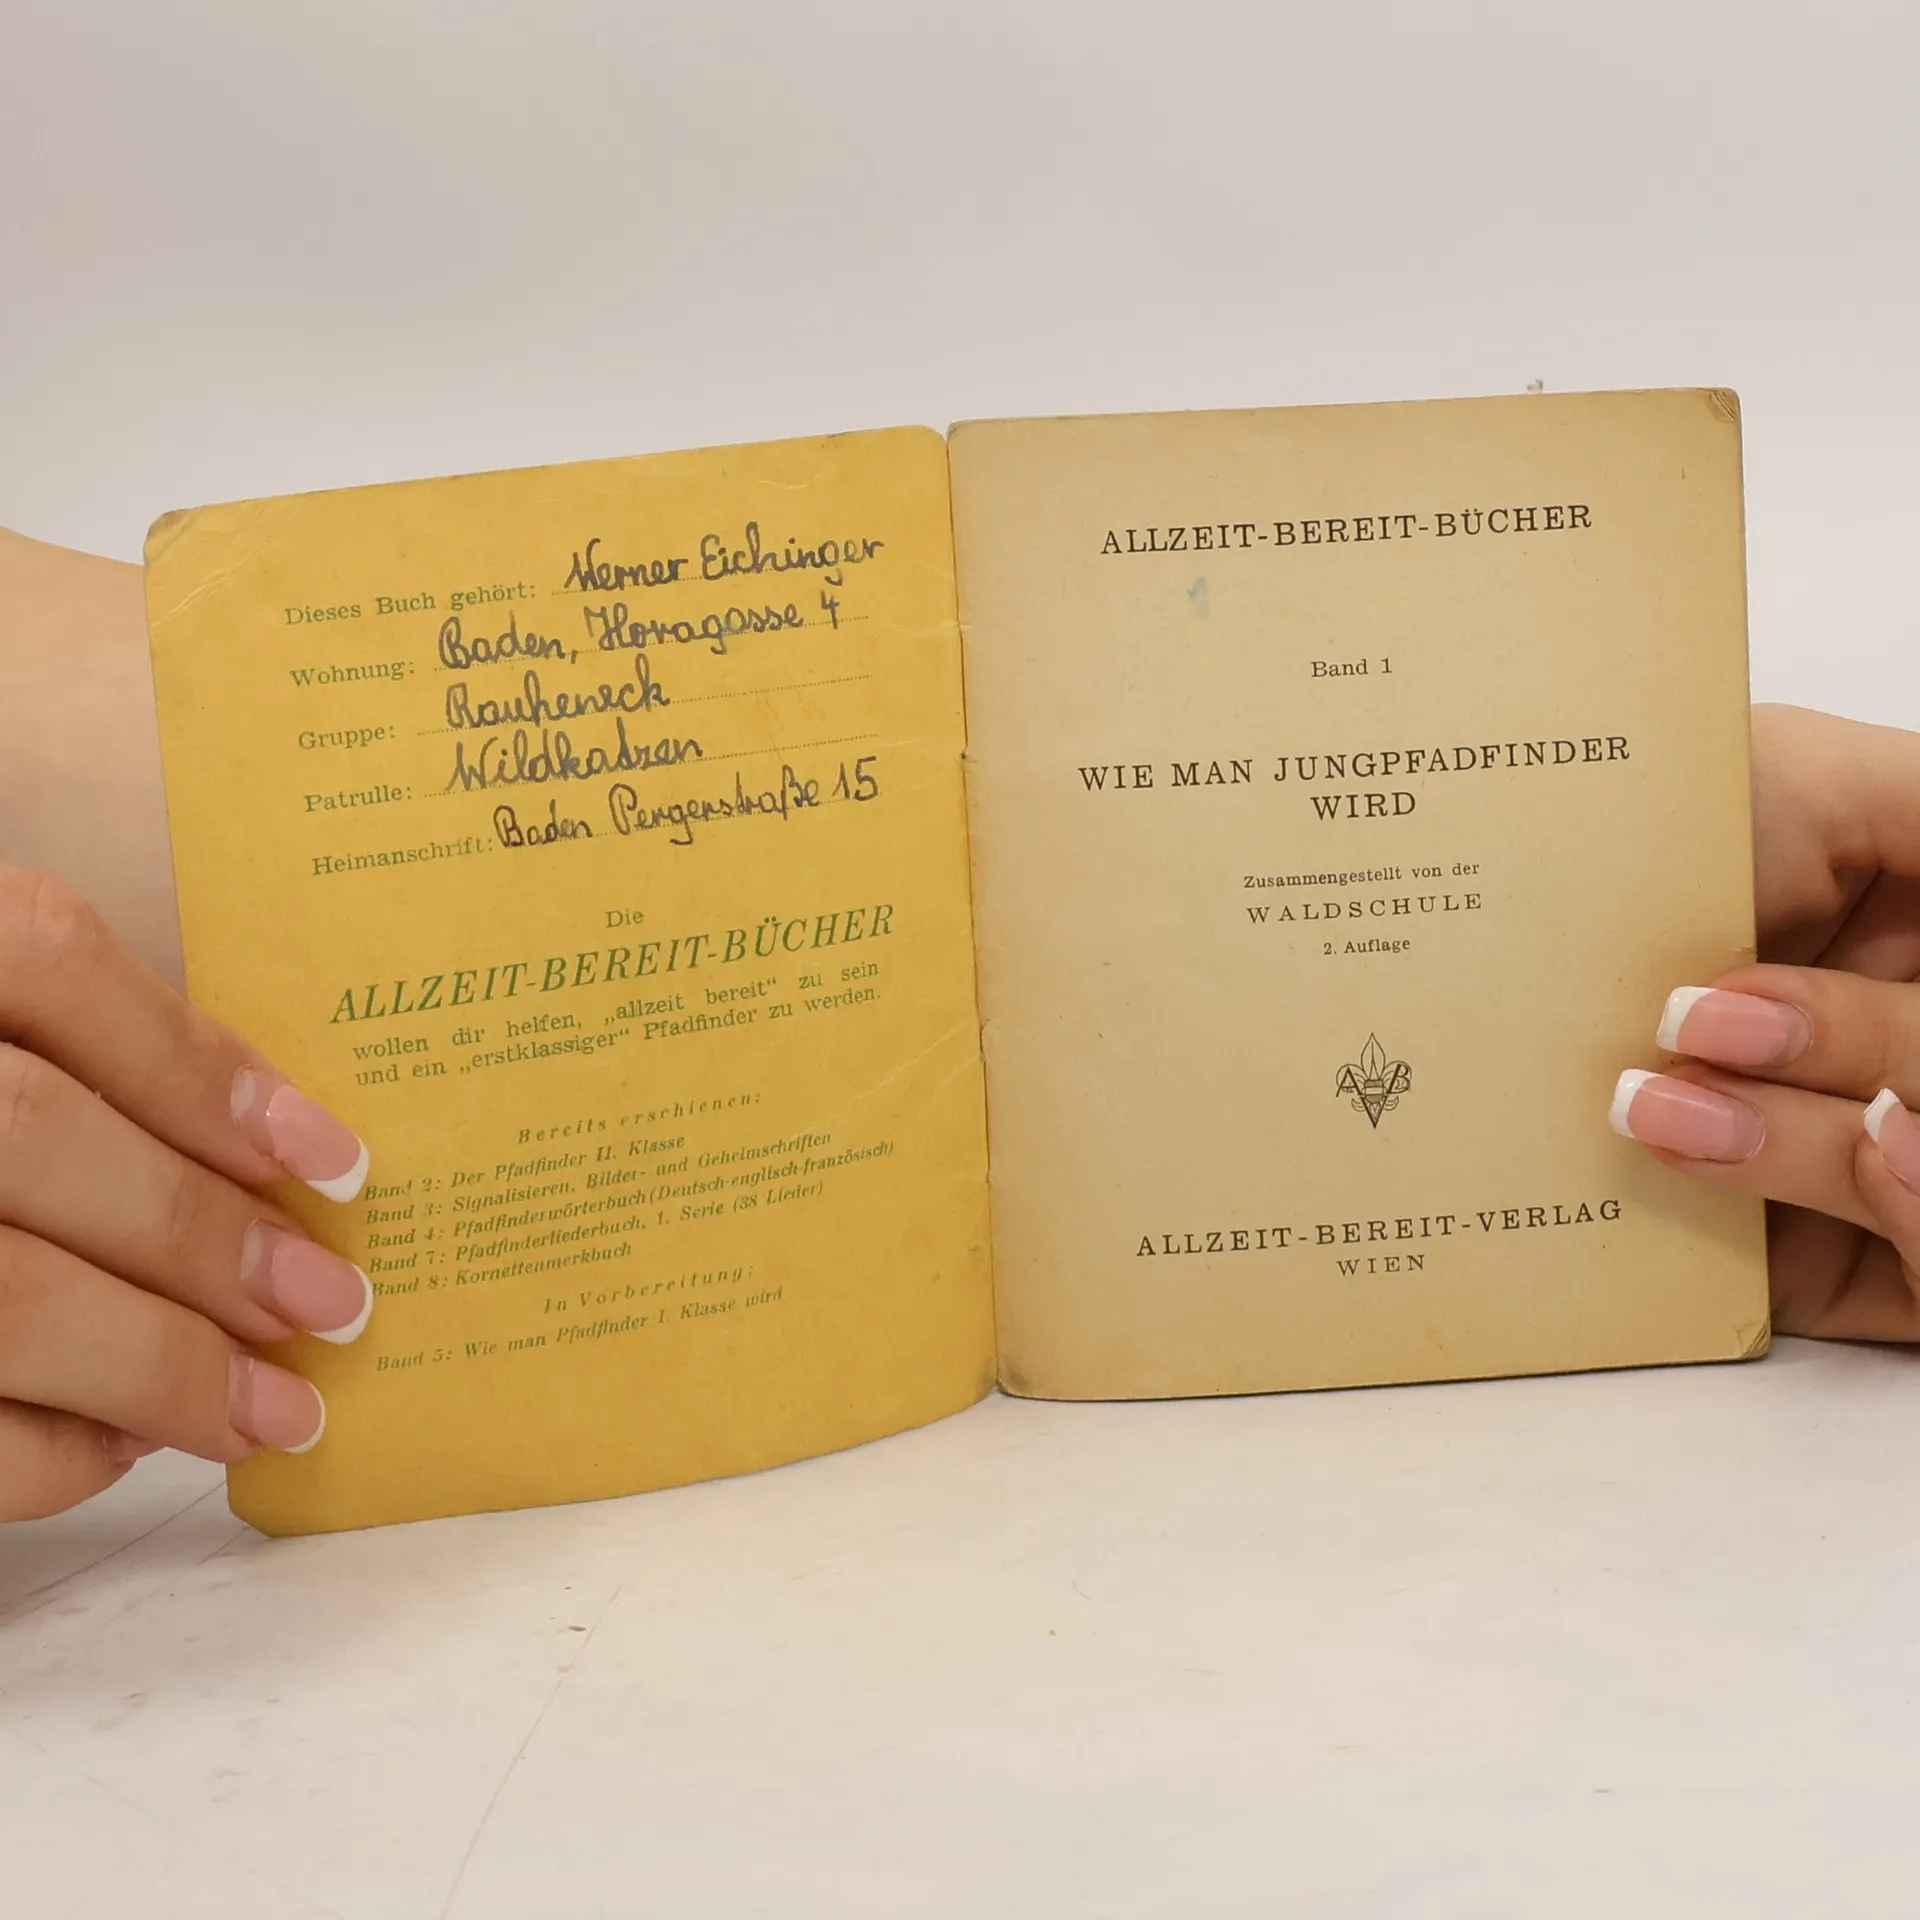 Dieses Buch gehört: Werner Eichinger
Wohnung: Baden, Horagasse 4
Gruppe: Rauheneck
Patrulle: Wildkatzen
Heimanschrift: Baden Pergerstraße 15
Die
ALLZEIT-BEREIT-BÜCHER
wollen dir helfen, „allzeit bereit“ zu sein
und ein „erstklassiger“ Pfadfinder zu werden.
Bereits erschienen:
Band 2: Der Pfadfinder II. Klasse
Band 3: Signalisieren, Bilder- und Geheimschriften
Band 4: Pfadfinderwörterbuch (Deutsch-englisch-französisch)
Band 7: Pfadfinderliederbuch, 1. Serie (38 Lieder)
Band 8: Kornettenmerkbuch
In Vorbereitung:
Band 5: Wie man Pfadfinder I. Klasse wird
ALLZEIT-BEREIT-BÜCHER
Band 1
WIE MAN JUNGPFADFINDER
WIRD
Zusammengestellt von der
WALDSCHULE
2. Auflage
AB
ALLZEIT-BEREIT-VERLAG
WIEN